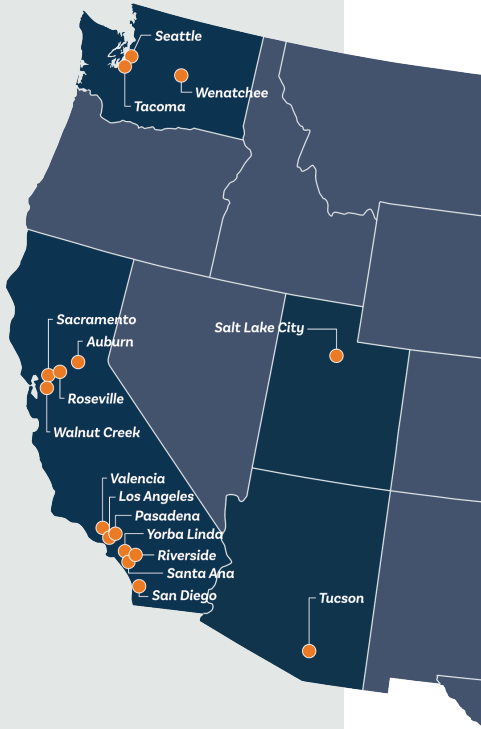 Seattle
Wenatchee
Tacoma
Sacramento
Salt Lake City
Auburn
Roseville
Walnut Creek
Valencia
Los Angeles
Pasadena
Yorba Linda
Riverside
Santa Ana
San Diego
Tucson